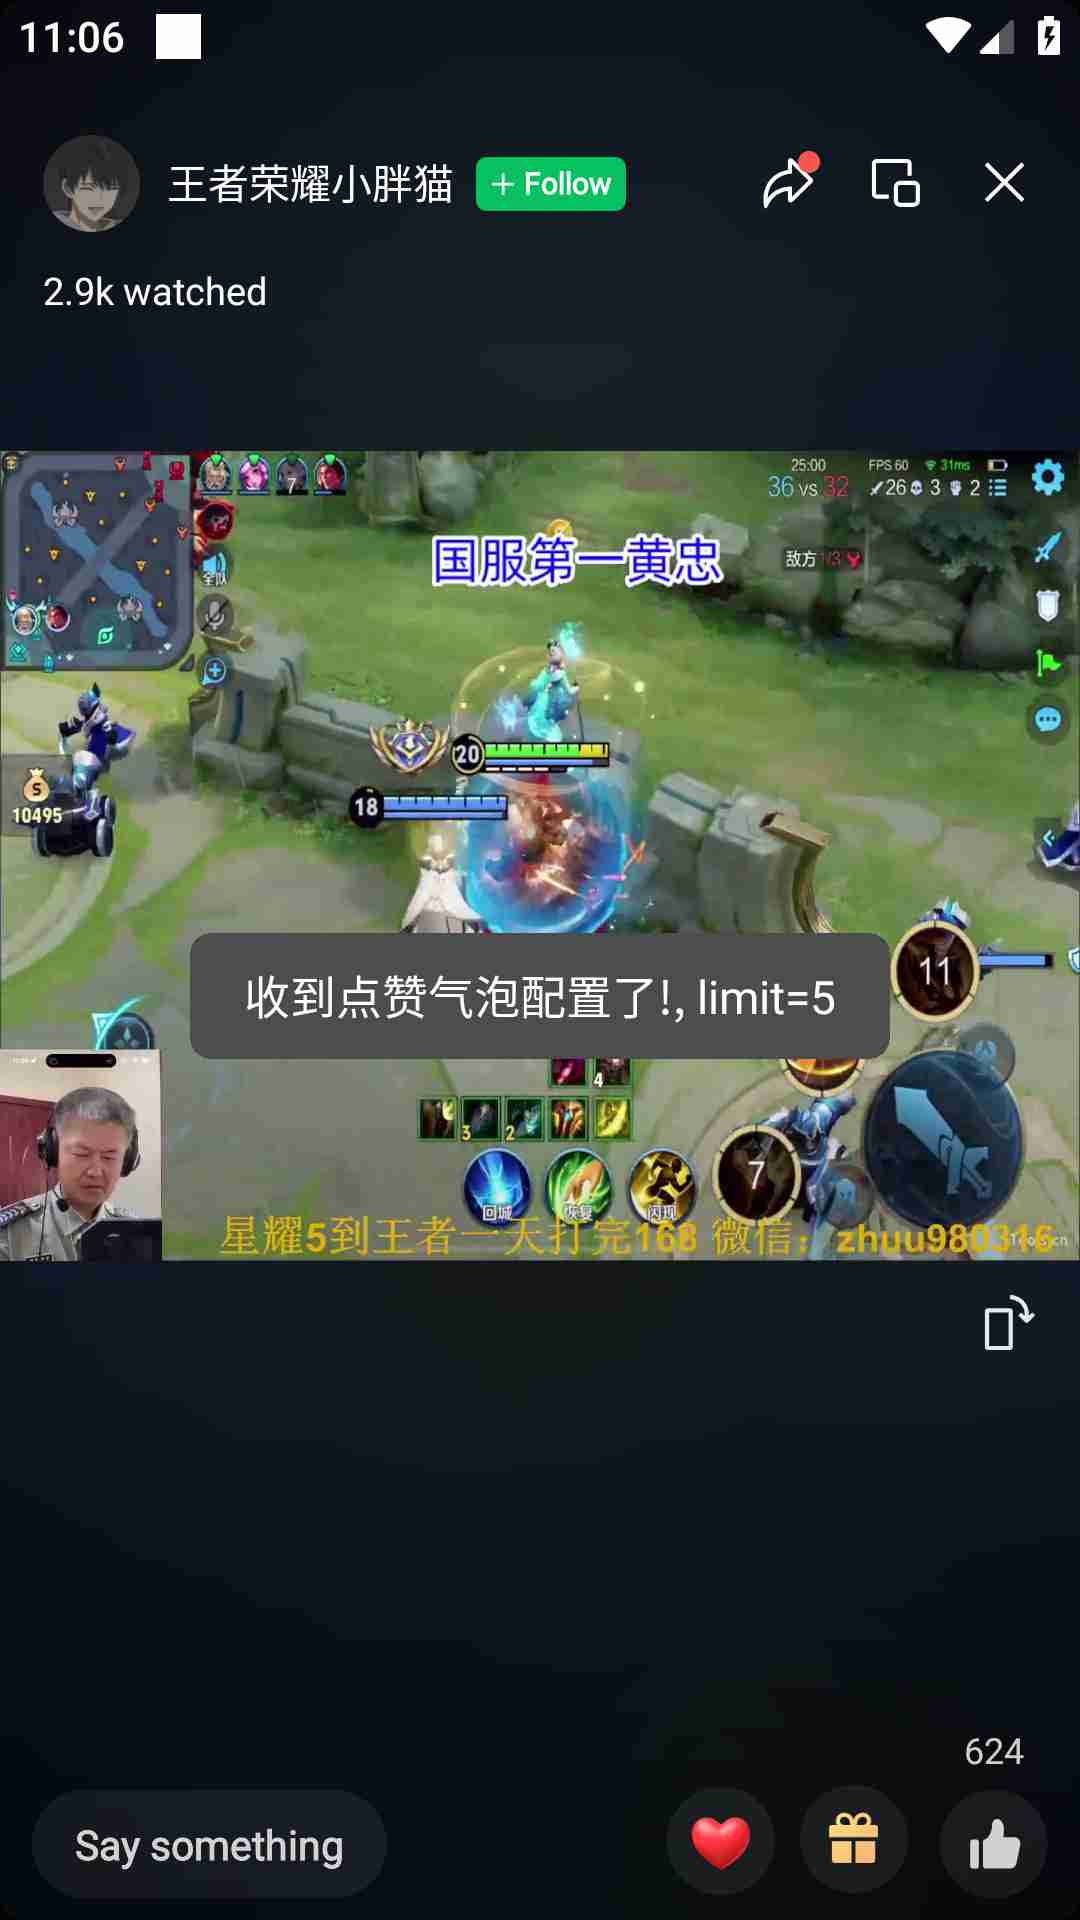 11:06
王者荣耀小胖猫
+ Follow
2.9k watched
25:00
FPS 60
31ms
36 vs 32
26 3 2
7
全队
国服第一黄忠
敌方 1/3
20
18
10495
11
收到点赞气泡配置了!, limit=5
4
3 2
7
回城 恢复 闪现
星耀5到王者一天打完168 微信：zhuu980316
624
Say something